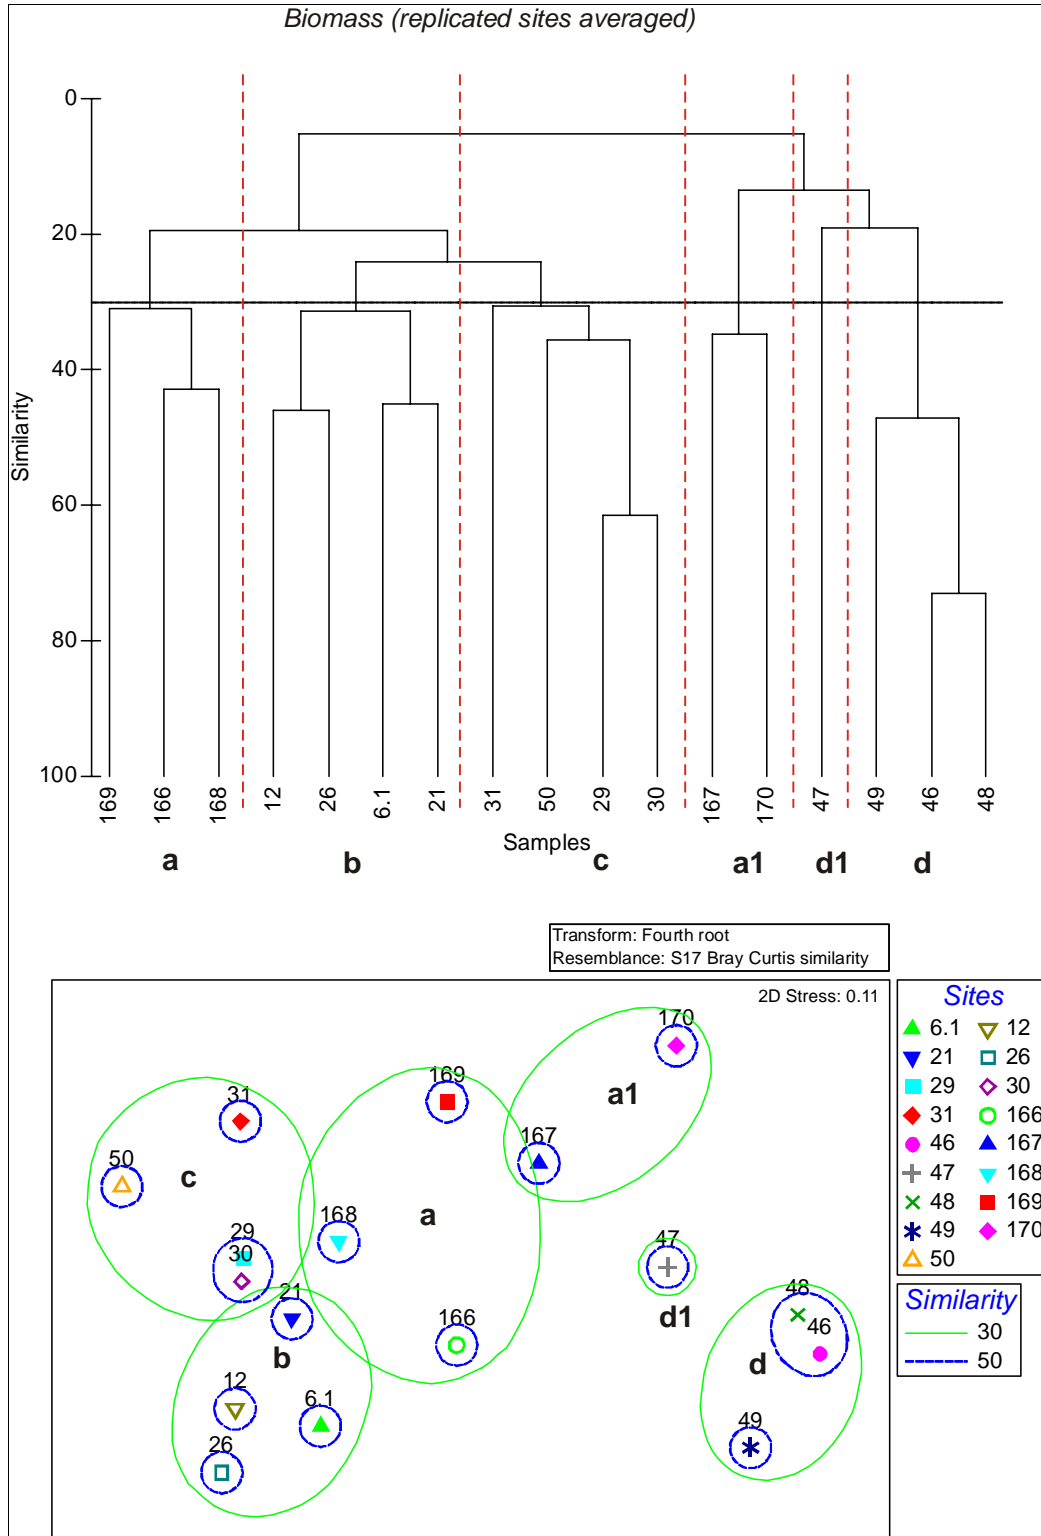 Biomass (replicated sites averaged)
0
20
40
60
80
100
Similarity
169 166 168 12 26 6.1 21 31 50 29 30 167 170 47 49 46 48
Samples
a b c a1 d1 d
Transform: Fourth root
Resemblance: S17 Bray Curtis similarity
2D Stress: 0.11
170
169
a1
31
167
50
c
168
a
29
30
47
21
48
166
d1
46
b
d
12
6.1
49
26
Sites
6.1 12
21 26
29 30
31 166
46 167
47 168
48 169
49 170
50
Similarity
30
50